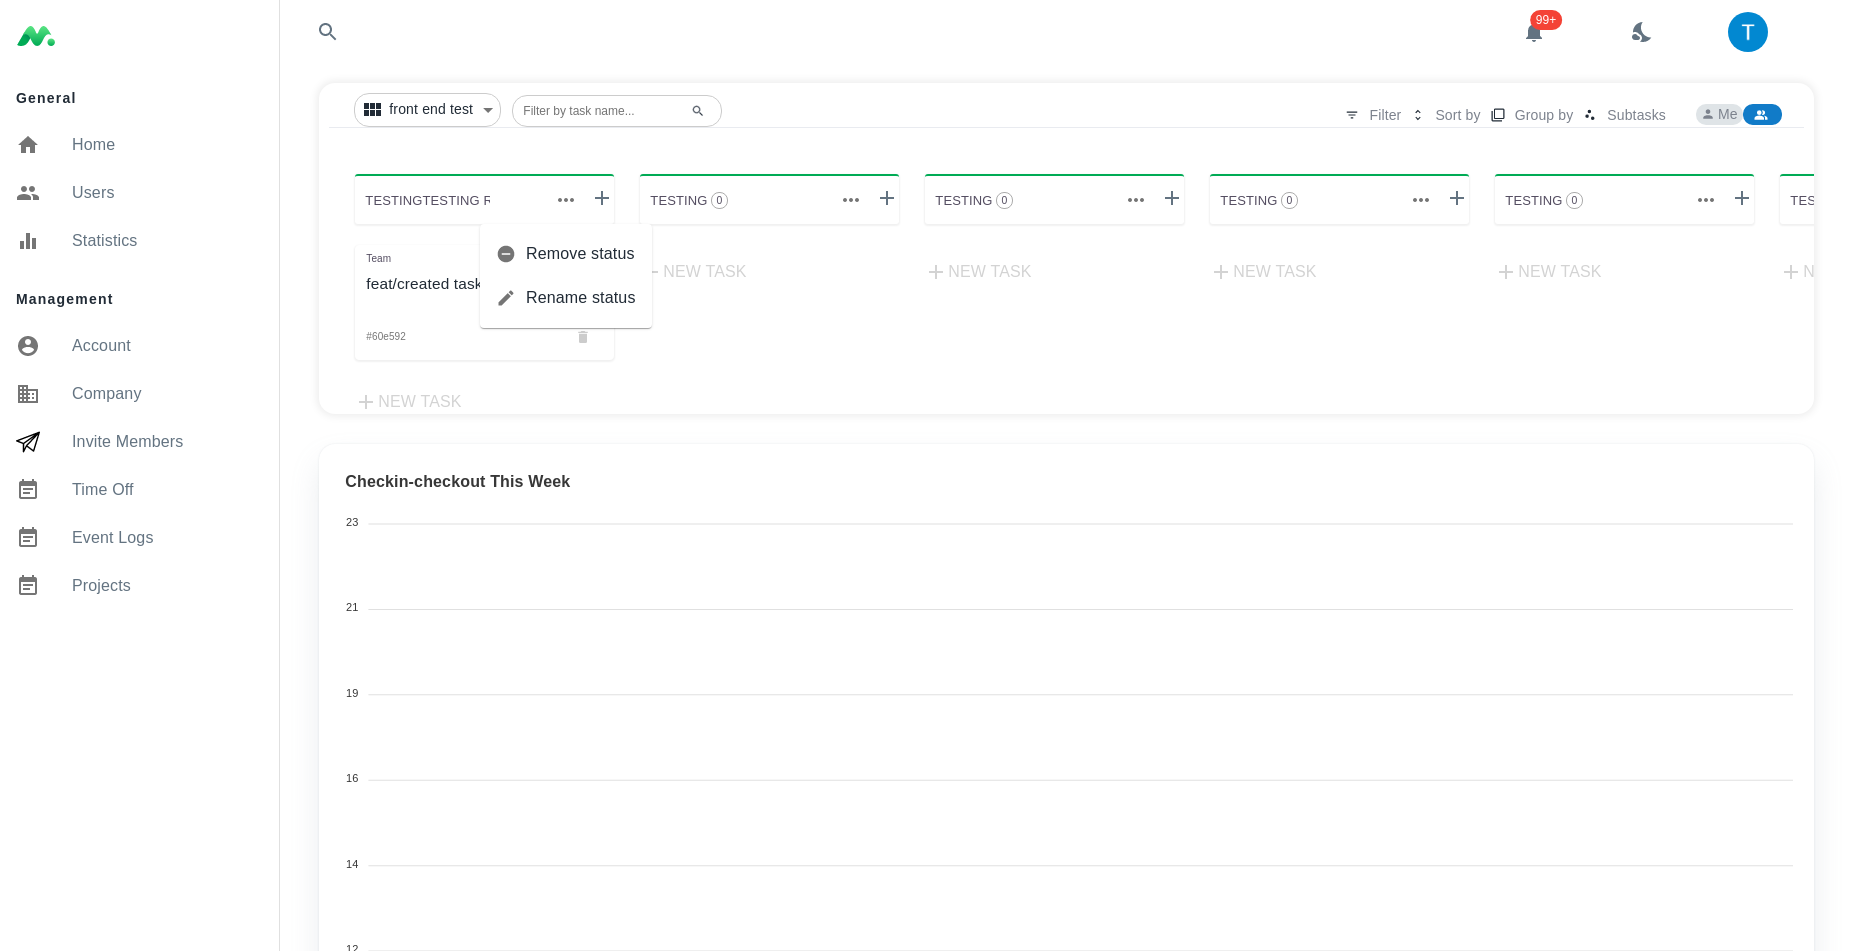 General
Home
Users
Statistics
Management
Account
Company
Invite Members
Time Off
Event Logs
Projects
99+
T
front end test
Filter by task name...
Filter
Sort by
Group by
Subtasks
Me
TESTINGTESTING R
TESTING 0
TESTING 0
TESTING 0
TESTING 0
TES
Remove status
Rename status
Team
feat/created task
#60e592
NEW TASK
NEW TASK
NEW TASK
NEW TASK
N
NEW TASK
Checkin-checkout This Week
23
21
19
16
14
12